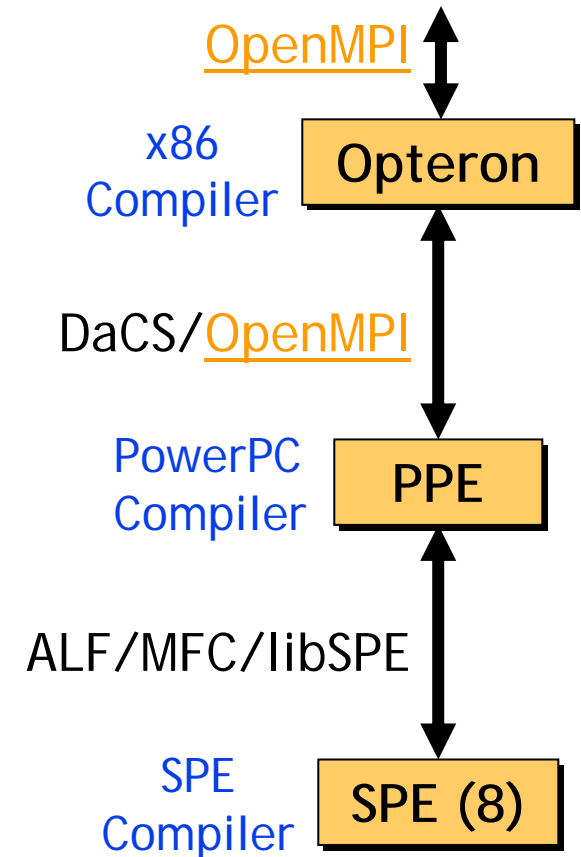 OpenMPI
x86
Compiler
Opteron
DaCS/OpenMPI
PowerPC
Compiler
PPE
ALF/MFC/libSPE
SPE
Compiler
SPE (8)